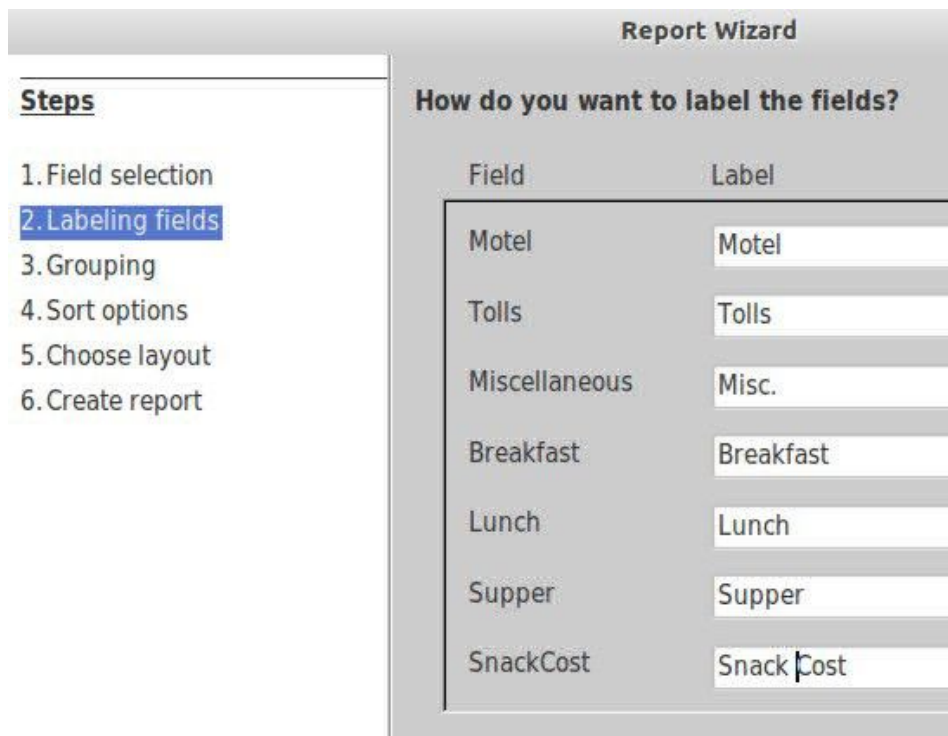 Report Wizard
Steps
1. Field selection
2. Labeling fields
3. Grouping
4. Sort options
5. Choose layout
6. Create report
How do you want to label the fields?
Field Label
Motel Motel
Tolls Tolls
Miscellaneous Misc.
Breakfast Breakfast
Lunch Lunch
Supper Supper
SnackCost Snack Cost